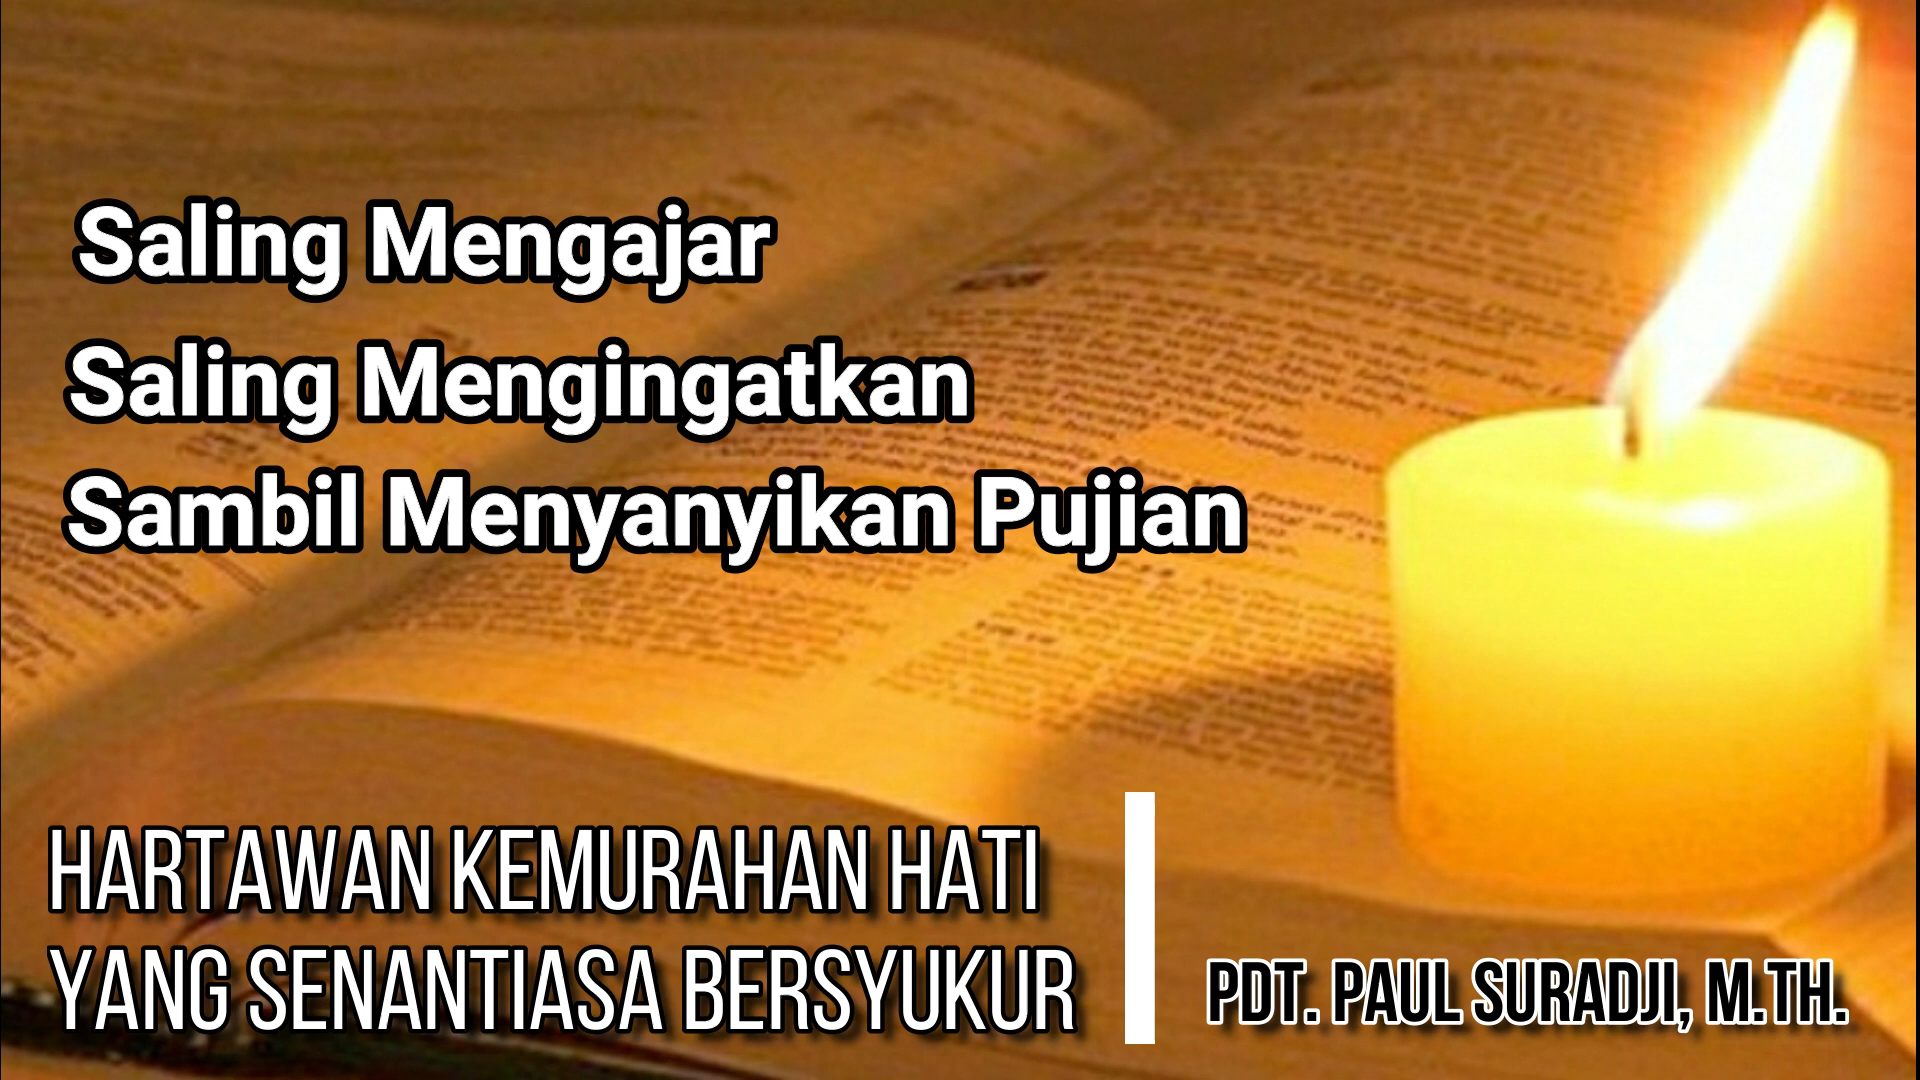 Saling Mengajar
Saling Mengingatkan
Sambil Menyanyikan Pujian
HARTAWAN KEMURAHAN HATI
YANG SENANTIASA BERSYUKUR
PDT. PAUL SURADJI, M.TH.